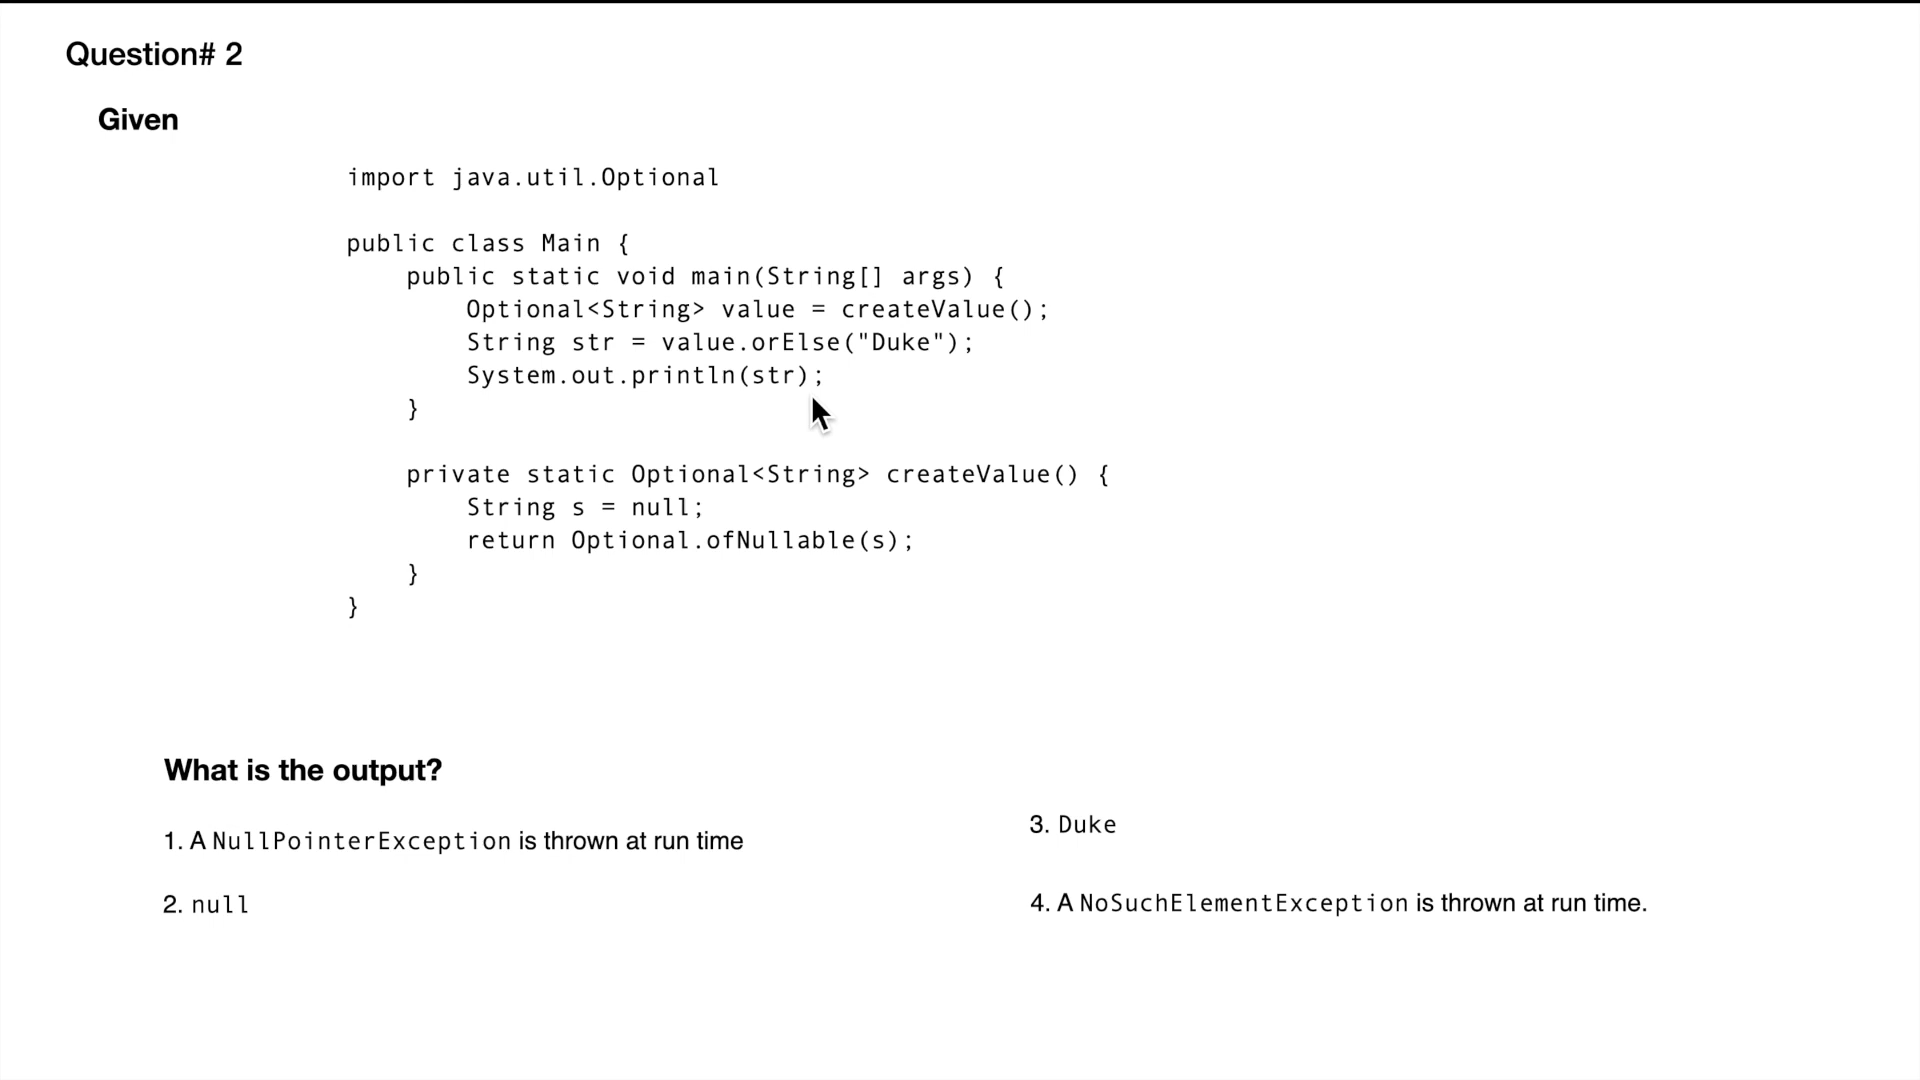 Question# 2
Given
import java.util.Optional
public class Main {
public static void main(String[] args) {
Optional<String> value = createValue();
String str = value.orElse("Duke");
System.out.println(str);
}
private static Optional<String> createValue() {
String s = null;
return Optional.ofNullable(s);
}
}
What is the output?
1. A NullPointerException is thrown at run time
2. null
3. Duke
4. A NoSuchElementException is thrown at run time.